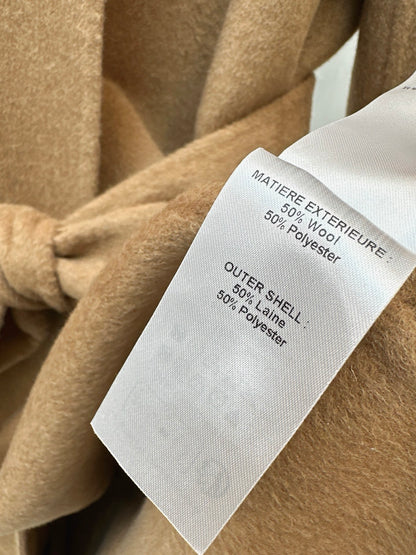 MATIERE EXTERIEURE :
50% Wool
50% Polyester
OUTER SHELL :
50% Laine
50% Polyester